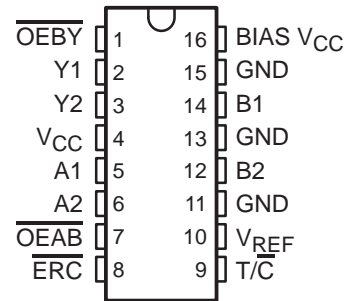 OEBY 1 16 BIAS VCC
Y1 2 15 GND
Y2 3 14 B1
VCC 4 13 GND
A1 5 12 B2
A2 6 11 GND
OEAB 7 10 VREF
ERC 8 9 T/C